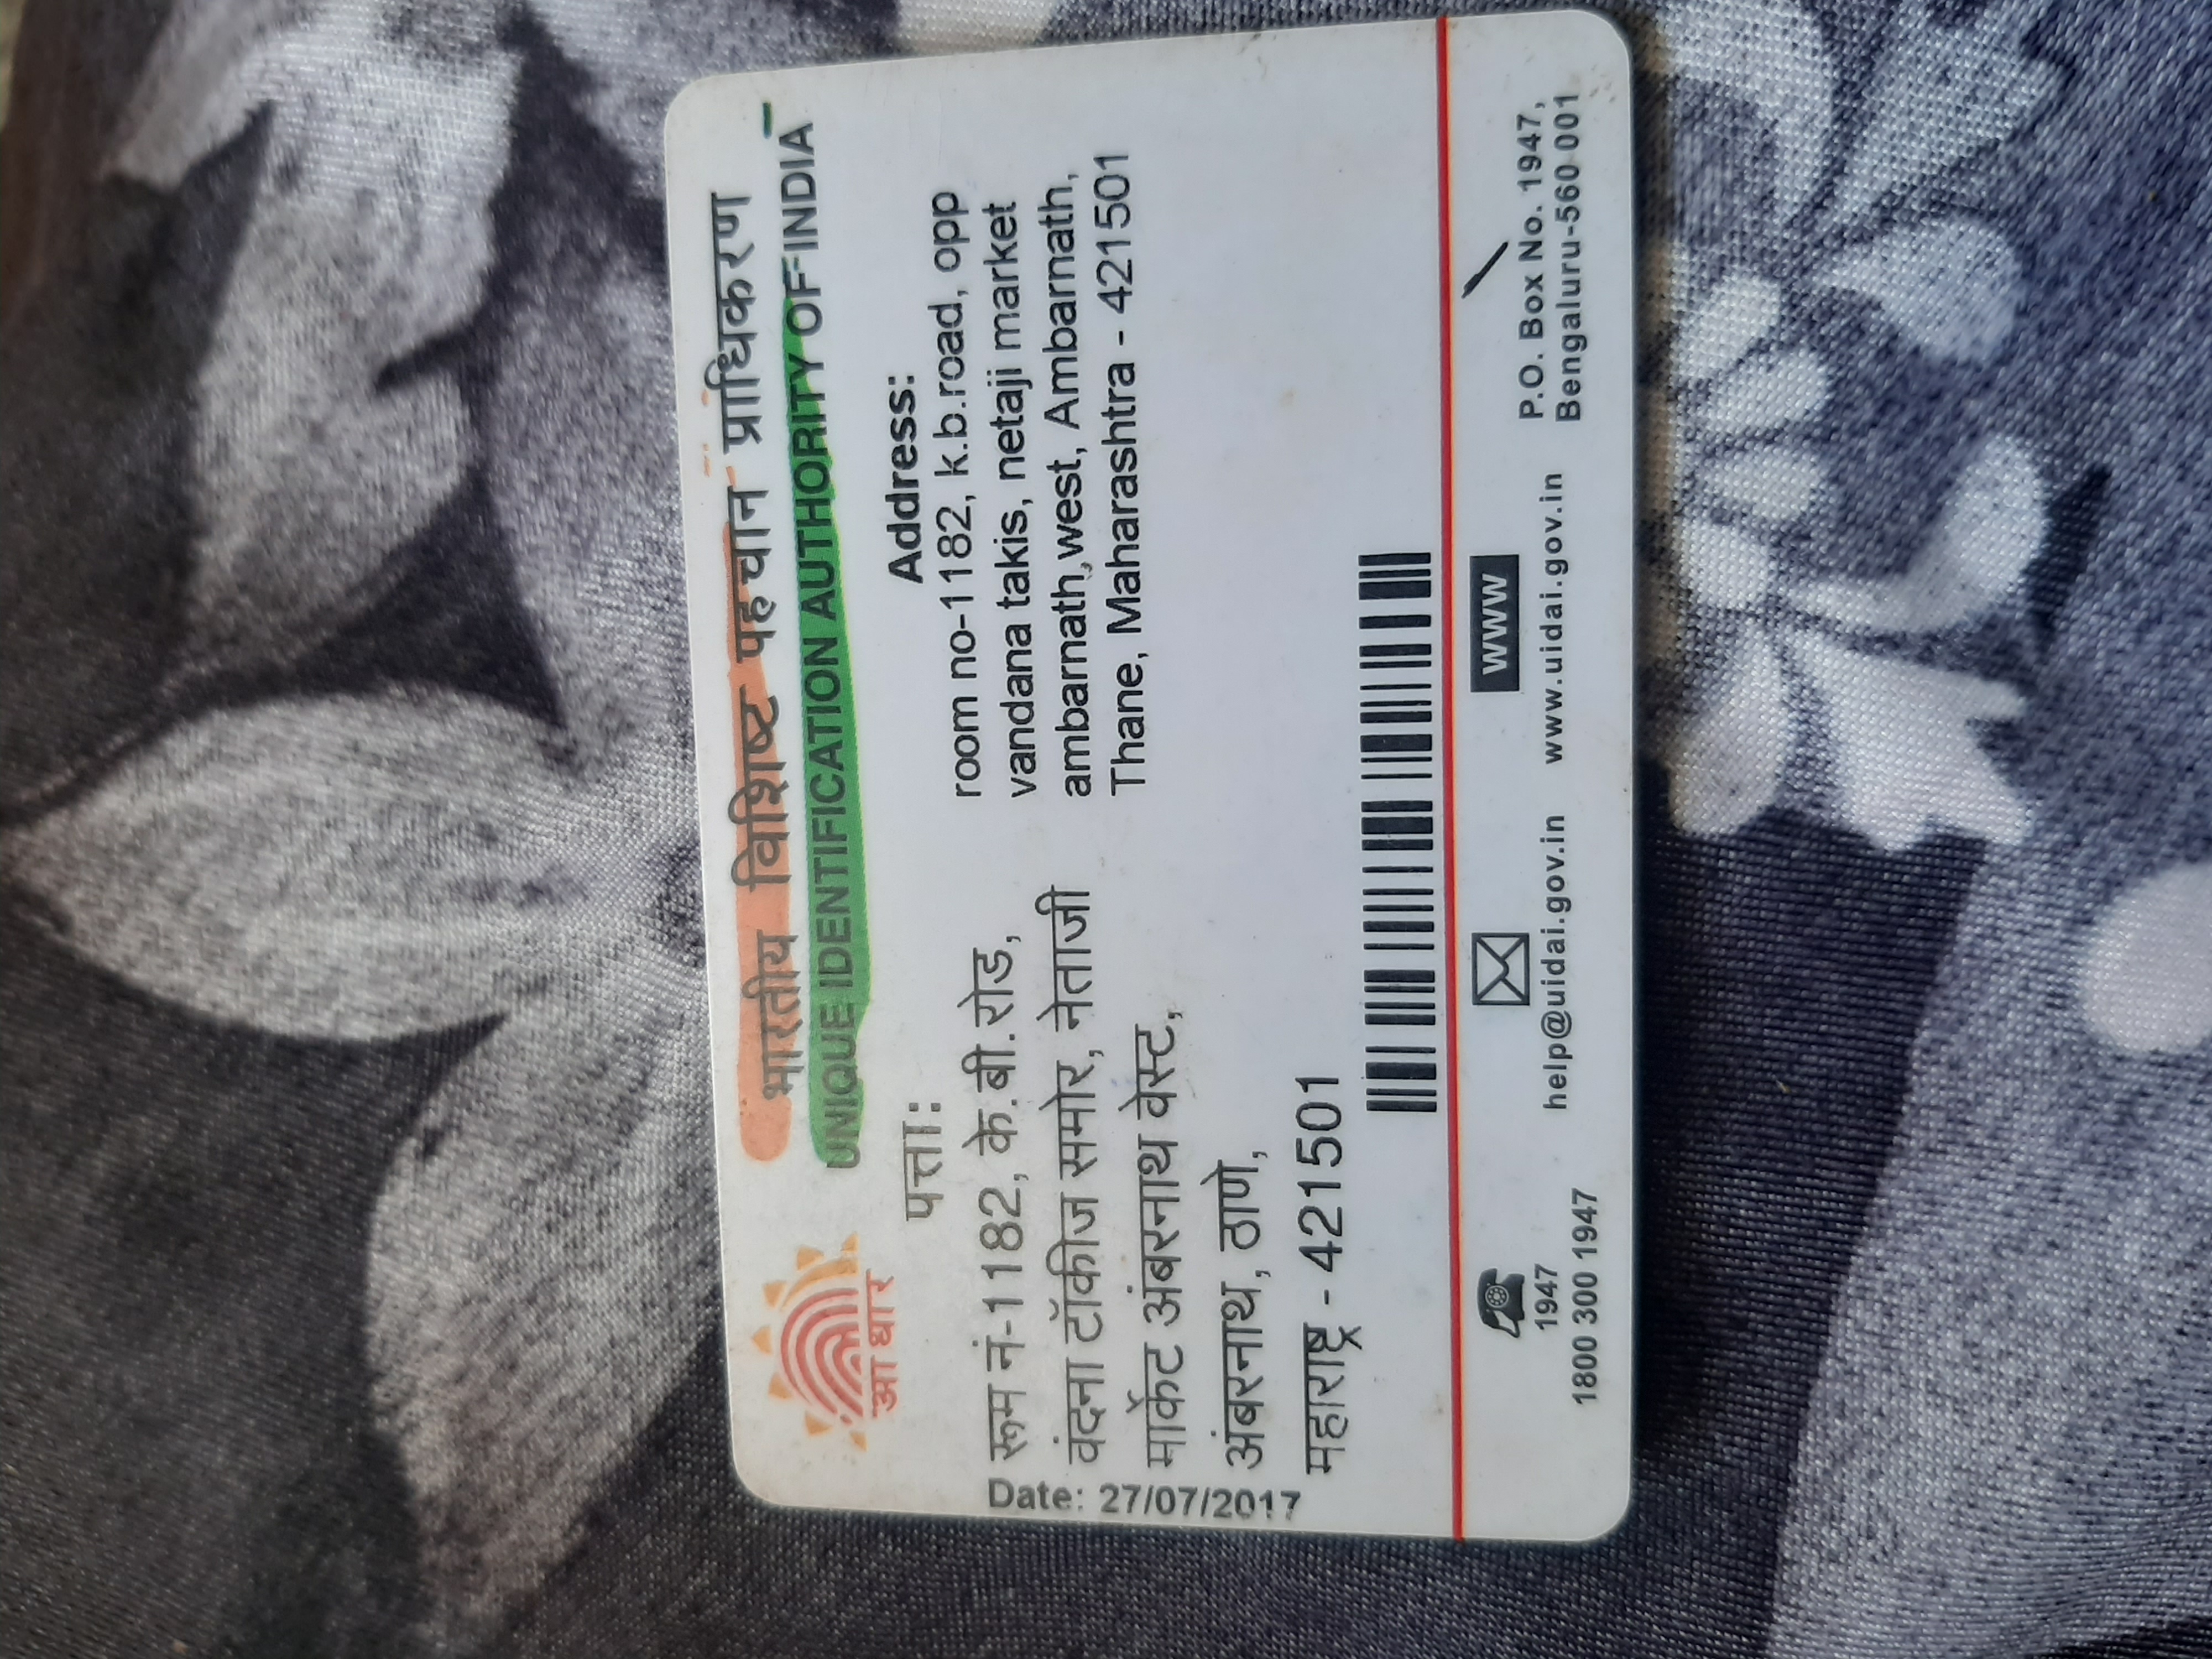 भारतीय विशिष्ट पहचान प्राधिकरण
UNIQUE IDENTIFICATION AUTHORITY OF INDIA
आधार
पत्ता:
रूम नं-1182, के.बी.रोड,
वंदना टॉकीज समोर, नेताजी
मार्केट अंबरनाथ वेस्ट,
अंबरनाथ, ठाणे,
महाराष्ट्र - 421501
Address:
room no-1182, k.b.road, opp
vandana takis, netaji market
ambarnath,west, Ambarnath,
Thane, Maharashtra - 421501
Date: 27/07/2017
1947
1800 300 1947
help@uidai.gov.in
WWW
www.uidai.gov.in
P.O. Box No. 1947,
Bengaluru-560 001